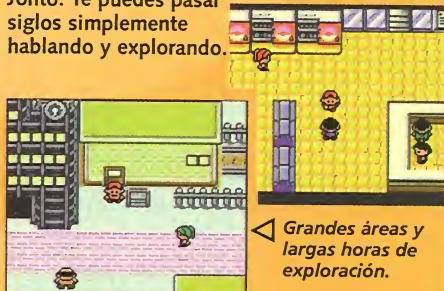 Johto. Te puedes pasar
siglos simplemente
hablando y explorando.
Grandes áreas y
largas horas de
exploración.